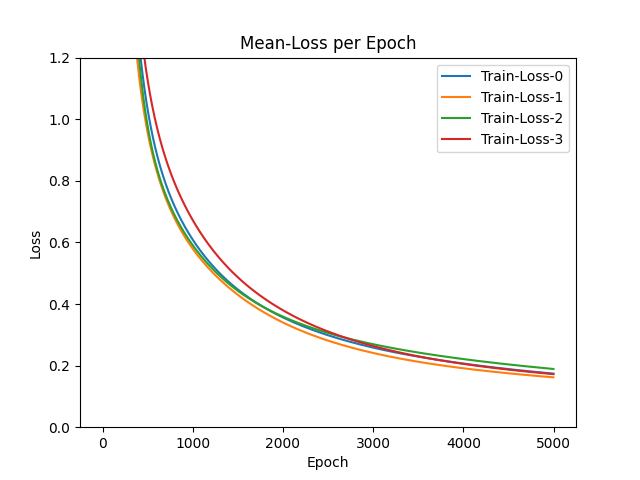 Mean-Loss per Epoch
Train-Loss-0
Train-Loss-1
Train-Loss-2
Train-Loss-3
Loss
1.2
1.0
0.8
0.6
0.4
0.2
0.0
0 1000 2000 3000 4000 5000
Epoch